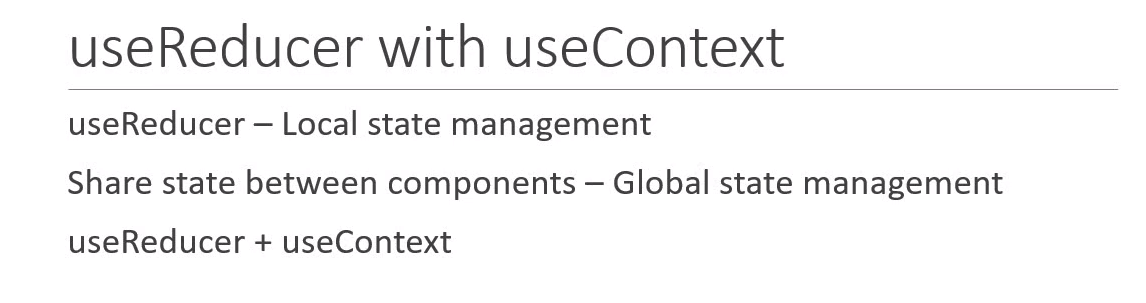 useReducer with useContext
useReducer – Local state management
Share state between components – Global state management
useReducer + useContext